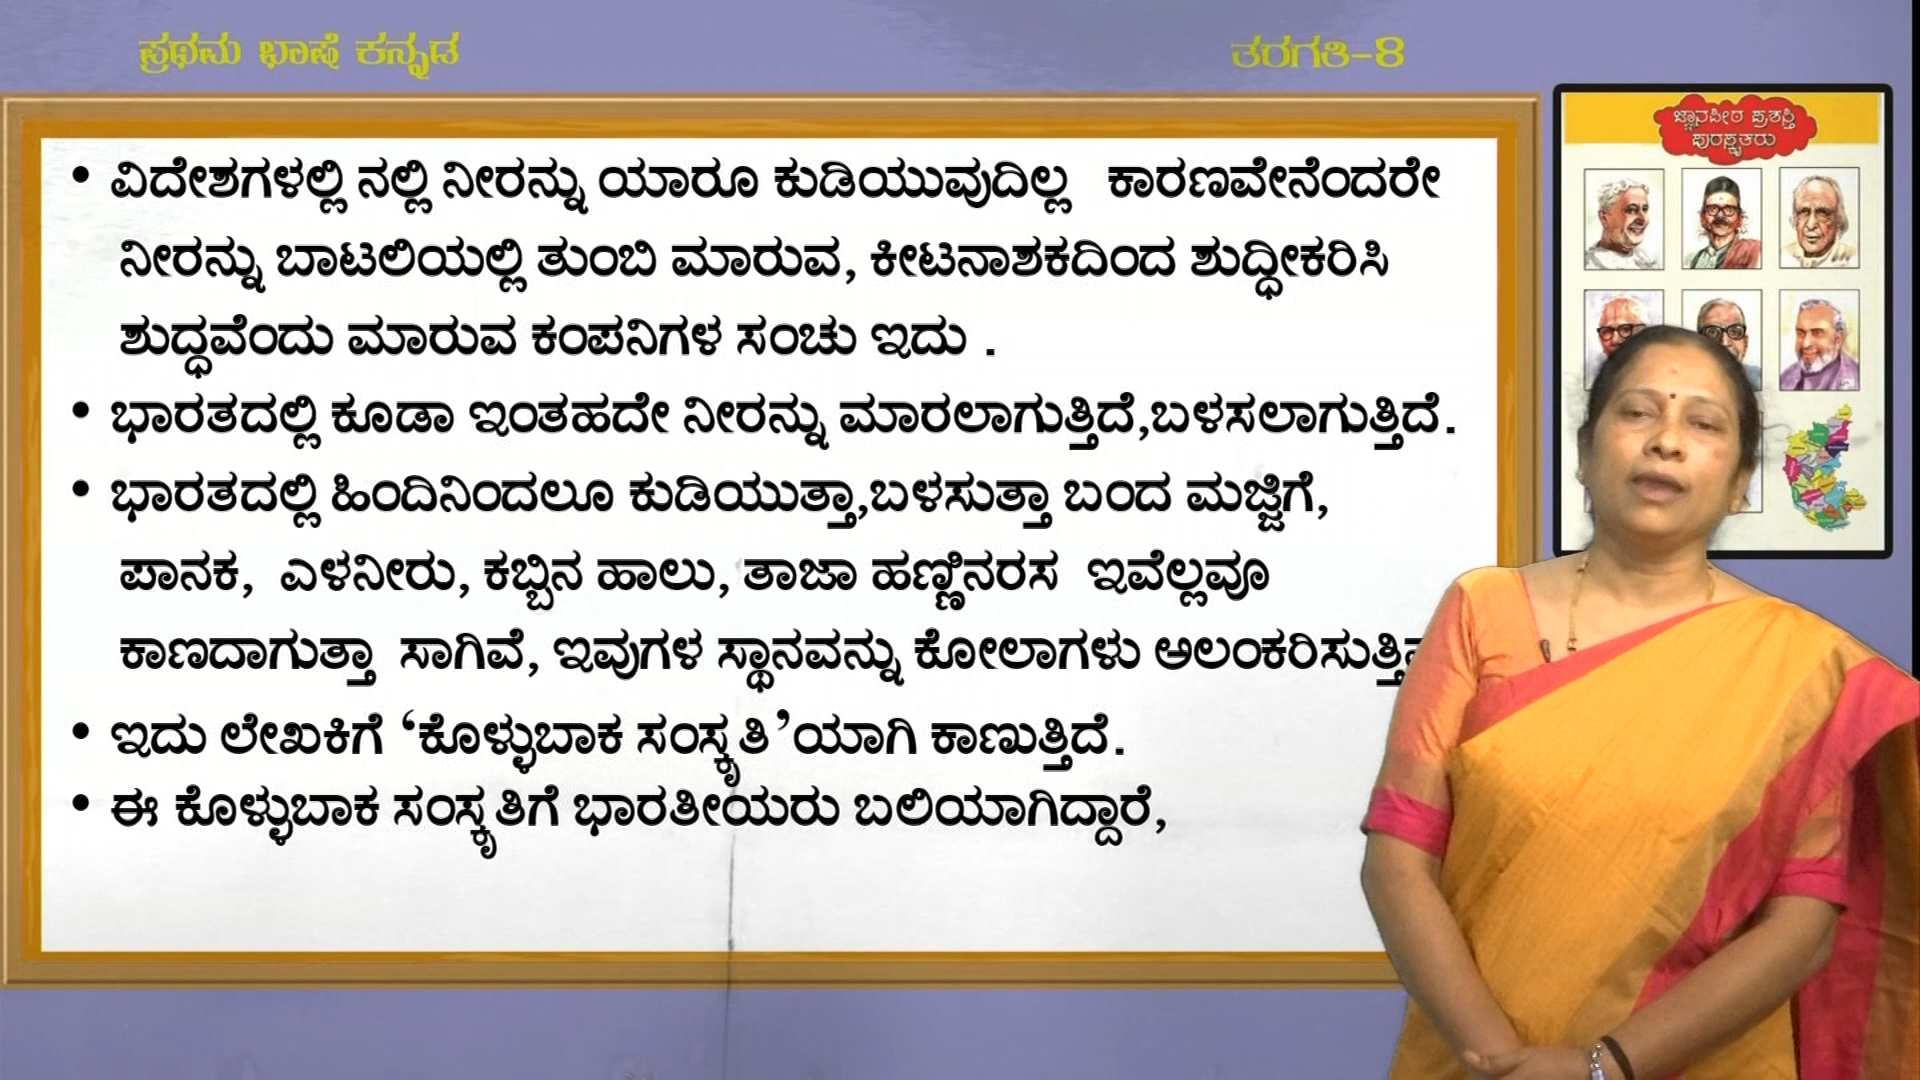 ಪ್ರಥಮ ಭಾಷೆ ಕನ್ನಡ
ತರಗತಿ-8
ಜ್ಞಾನಪೀಠ ಪ್ರಶಸ್ತಿ
ಪುರಸ್ಕೃತರು
• ವಿದೇಶಗಳಲ್ಲಿ ನಲ್ಲಿ ನೀರನ್ನು ಯಾರೂ ಕುಡಿಯುವುದಿಲ್ಲ ಕಾರಣವೇನೆಂದರೇ
ನೀರನ್ನು ಬಾಟಲಿಯಲ್ಲಿ ತುಂಬಿ ಮಾರುವ, ಕೀಟನಾಶಕದಿಂದ ಶುದ್ಧೀಕರಿಸಿ
ಶುದ್ಧವೆಂದು ಮಾರುವ ಕಂಪನಿಗಳ ಸಂಚು ಇದು .
• ಭಾರತದಲ್ಲಿ ಕೂಡಾ ಇಂತಹದೇ ನೀರನ್ನು ಮಾರಲಾಗುತ್ತಿದೆ,ಬಳಸಲಾಗುತ್ತಿದೆ.
• ಭಾರತದಲ್ಲಿ ಹಿಂದಿನಿಂದಲೂ ಕುಡಿಯುತ್ತಾ,ಬಳಸುತ್ತಾ ಬಂದ ಮಜ್ಜಿಗೆ,
ಪಾನಕ, ಎಳನೀರು, ಕಬ್ಬಿನ ಹಾಲು, ತಾಜಾ ಹಣ್ಣಿನರಸ ಇವೆಲ್ಲವೂ
ಕಾಣದಾಗುತ್ತಾ ಸಾಗಿವೆ, ಇವುಗಳ ಸ್ಥಾನವನ್ನು ಕೋಲಾಗಳು
• ಇದು ಲೇಖಕಿಗೆ ‘ಕೊಳ್ಳುಬಾಕ ಸಂಸ್ಕೃತಿ’ಯಾಗಿ ಕಾಣುತ್ತಿದೆ.
• ಈ ಕೊಳ್ಳುಬಾಕ ಸಂಸ್ಕೃತಿಗೆ ಭಾರತೀಯರು ಬಲಿಯಾಗಿದ್ದಾರೆ,